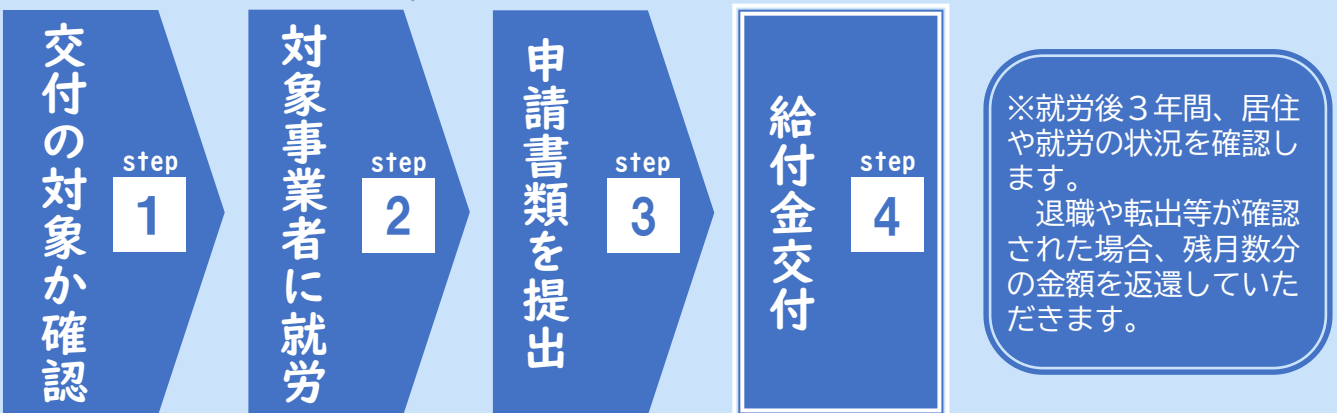 交付の対象か確認
step
1
対象事業者に就労
step
2
申請書類を提出
step
3
給付金交付
step
4
※就労後３年間、居住
や就労の状況を確認し
ます。
　退職や転出等が確認
された場合、残月数分
の金額を返還していた
だきます。